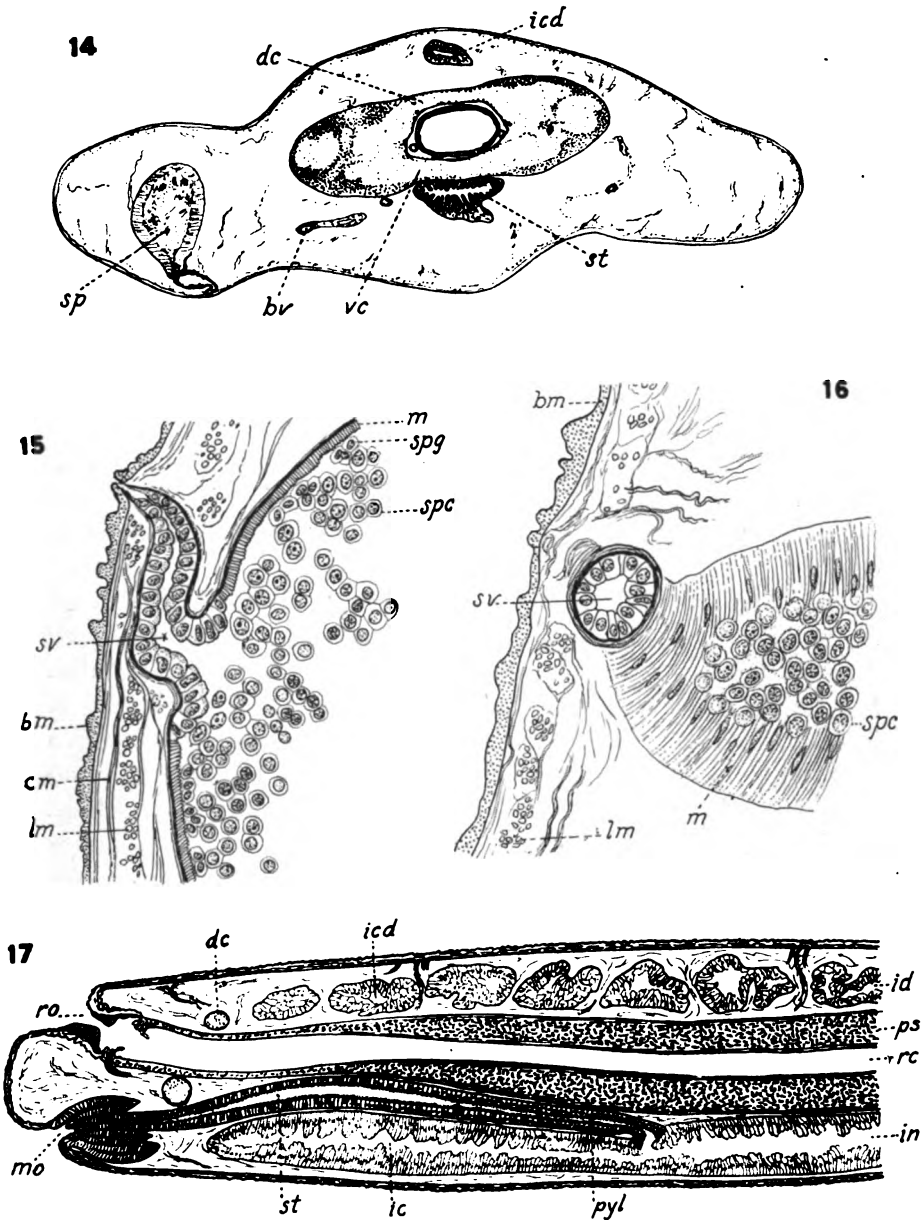 14
icd
dc
sp
bv
vc
st
15
m
spg
spc
sv
bm
cm
lm
16
bm
sv
spc
m
lm
17
dc
icd
ro
id
ps
rc
in
mo
st
ic
pyl